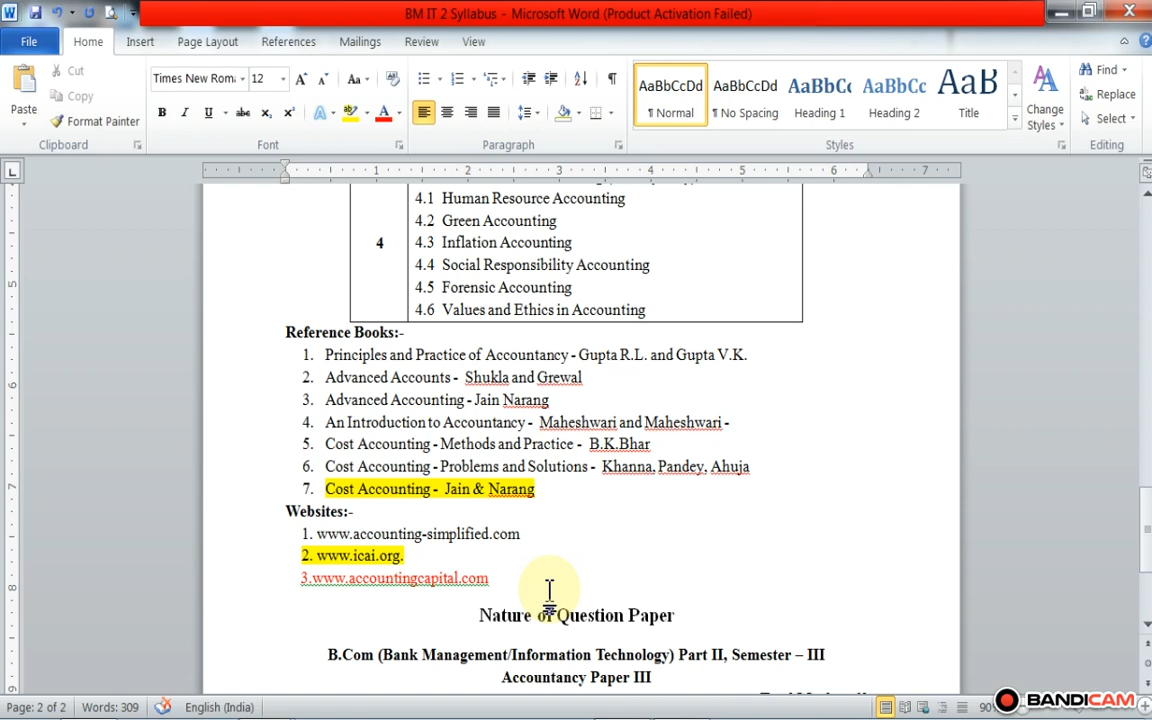 BM IT 2 Syllabus - Microsoft Word (Product Activation Failed)
File Home Insert Page Layout References Mailings Review View
Paste
Cut
Copy
Format Painter
Clipboard
Times New Rom. 12
Font
Paragraph
AaBbCcDd AaBbCcDd AaBbCc AaBbCc AaB
¶ Normal ¶ No Spacing Heading 1 Heading 2 Title
Change Styles
Styles
Find
Replace
Select
Editing
1 2 3 4 5 6 7
4
4.1 Human Resource Accounting
4.2 Green Accounting
4.3 Inflation Accounting
4.4 Social Responsibility Accounting
4.5 Forensic Accounting
4.6 Values and Ethics in Accounting
Reference Books:-
1. Principles and Practice of Accountancy - Gupta R.L. and Gupta V.K.
2. Advanced Accounts - Shukla and Grewal
3. Advanced Accounting - Jain Narang
4. An Introduction to Accountancy - Maheshwari and Maheshwari -
5. Cost Accounting - Methods and Practice - B.K.Bhar
6. Cost Accounting - Problems and Solutions - Khanna, Pandey, Ahuja
7. Cost Accounting - Jain & Narang
Websites:-
1. www.accounting-simplified.com
2. www.icai.org.
3.www.accountingcapital.com
Nature of Question Paper
B.Com (Bank Management/Information Technology) Part II, Semester – III
Accountancy Paper III
Page: 2 of 2 Words: 309 English (India) 90%
BANDICAM